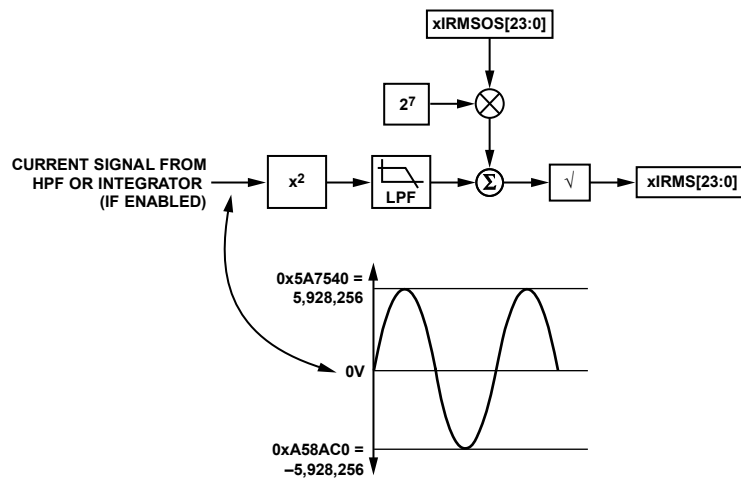 xIRMSOS[23:0]
2⁷
CURRENT SIGNAL FROM
HPF OR INTEGRATOR
(IF ENABLED)
x²
LPF
Σ
√
xIRMS[23:0]
0x5A7540 =
5,928,256
0V
0xA58AC0 =
–5,928,256